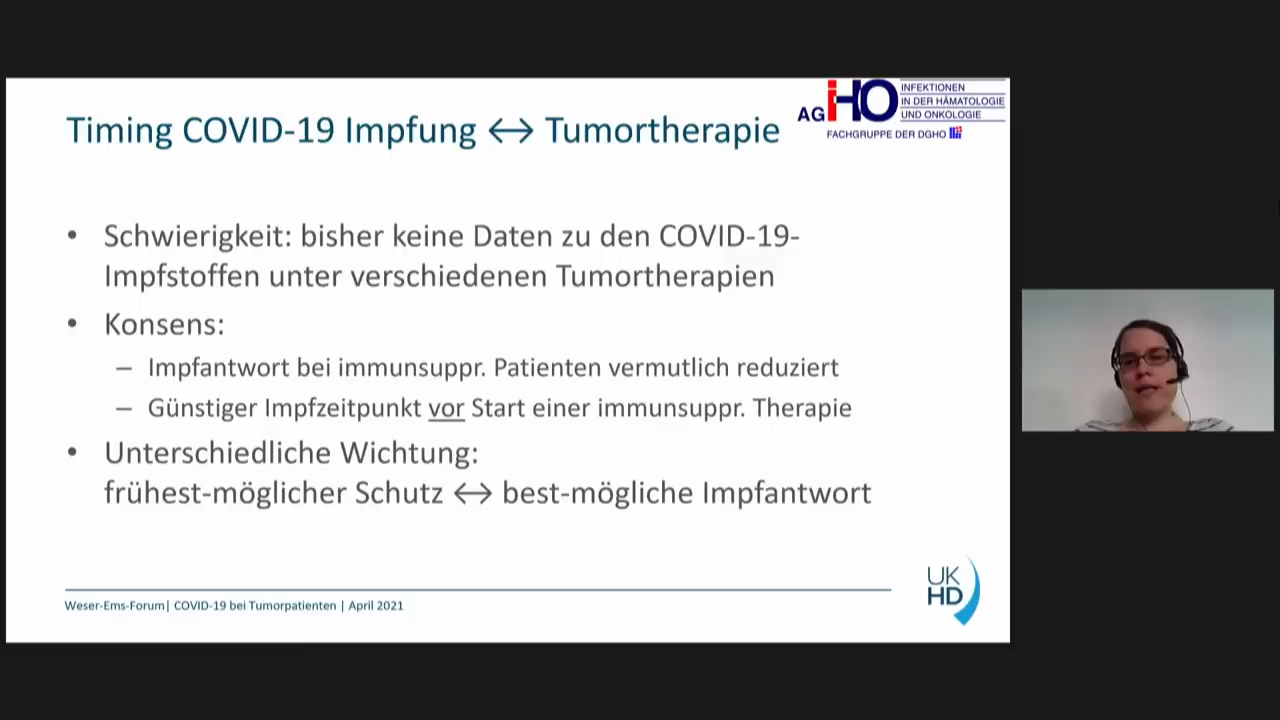 Timing COVID-19 Impfung ↔ Tumortherapie
AG iHO
INFEKTIONEN
IN DER HÄMATOLOGIE
UND ONKOLOGIE
FACHGRUPPE DER DGHO
• Schwierigkeit: bisher keine Daten zu den COVID-19-
Impfstoffen unter verschiedenen Tumortherapien
• Konsens:
– Impfantwort bei immunsuppr. Patienten vermutlich reduziert
– Günstiger Impfzeitpunkt vor Start einer immunsuppr. Therapie
• Unterschiedliche Wichtung:
frühest-möglicher Schutz ↔ best-mögliche Impfantwort
Weser-Ems-Forum| COVID-19 bei Tumorpatienten | April 2021
UK
HD